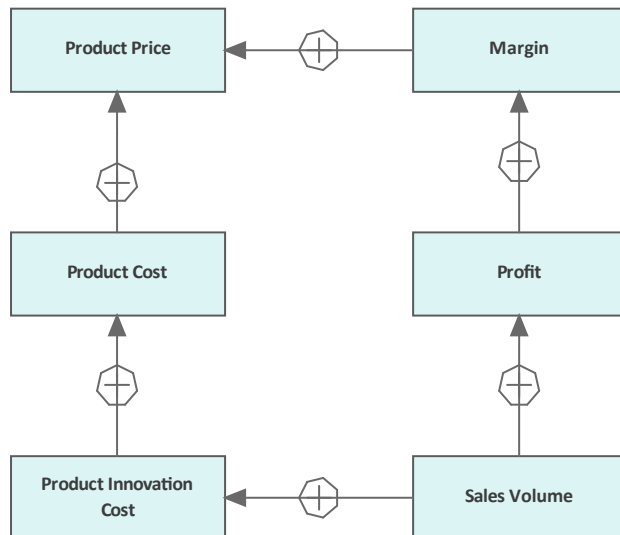 Product Price
Margin
Product Cost
Profit
Product Innovation
Cost
Sales Volume